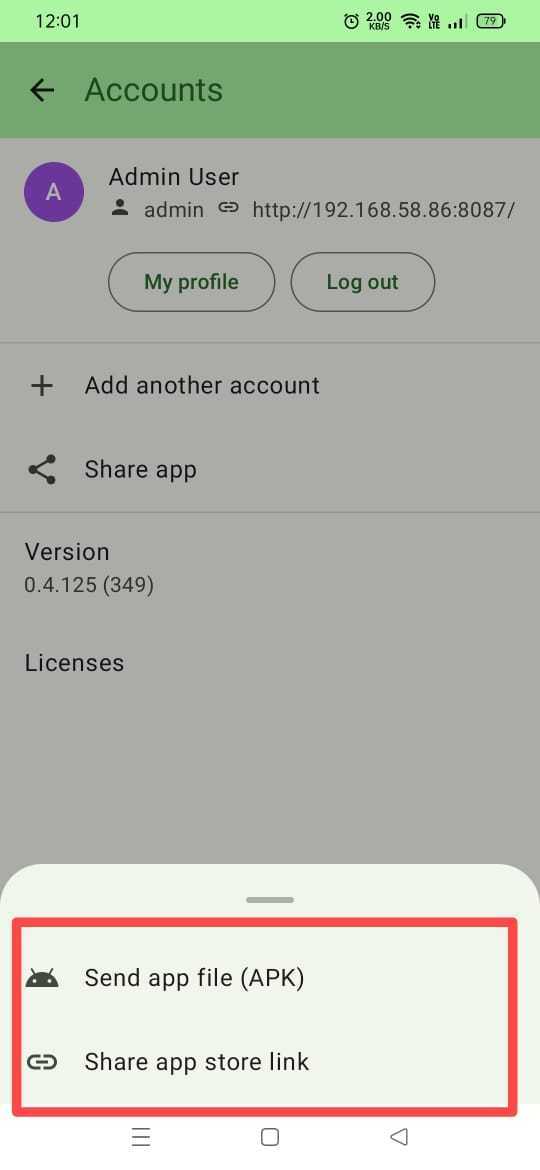 12:01 2.00 KB/S Vo LTE 79
Accounts
A
Admin User
admin http://192.168.58.86:8087/
My profile Log out
Add another account
Share app
Version
0.4.125 (349)
Licenses
Send app file (APK)
Share app store link